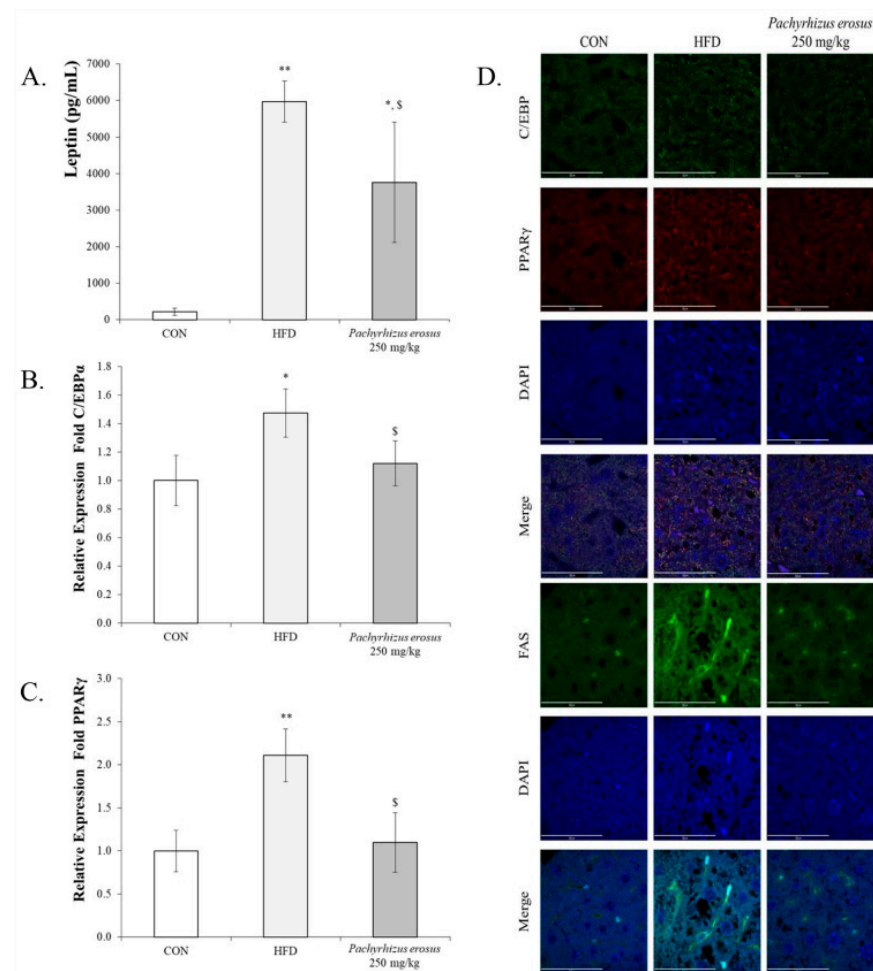 A.
Leptin (pg/mL)
7000
6000
5000
4000
3000
2000
1000
0
**
*, $
CON
HFD
Pachyrhizus erosus
250 mg/kg
B.
Relative Expression Fold C/EBPα
1.8
1.6
1.4
1.2
1.0
0.8
0.6
0.4
0.2
0.0
*
$
CON
HFD
Pachyrhizus erosus
250 mg/kg
C.
Relative Expression Fold PPARγ
3.0
2.5
2.0
1.5
1.0
0.5
0.0
**
$
CON
HFD
Pachyrhizus erosus
250 mg/kg
D.
CON
HFD
Pachyrhizus erosus
250 mg/kg
C/EBP
PPARγ
DAPI
Merge
FAS
DAPI
Merge